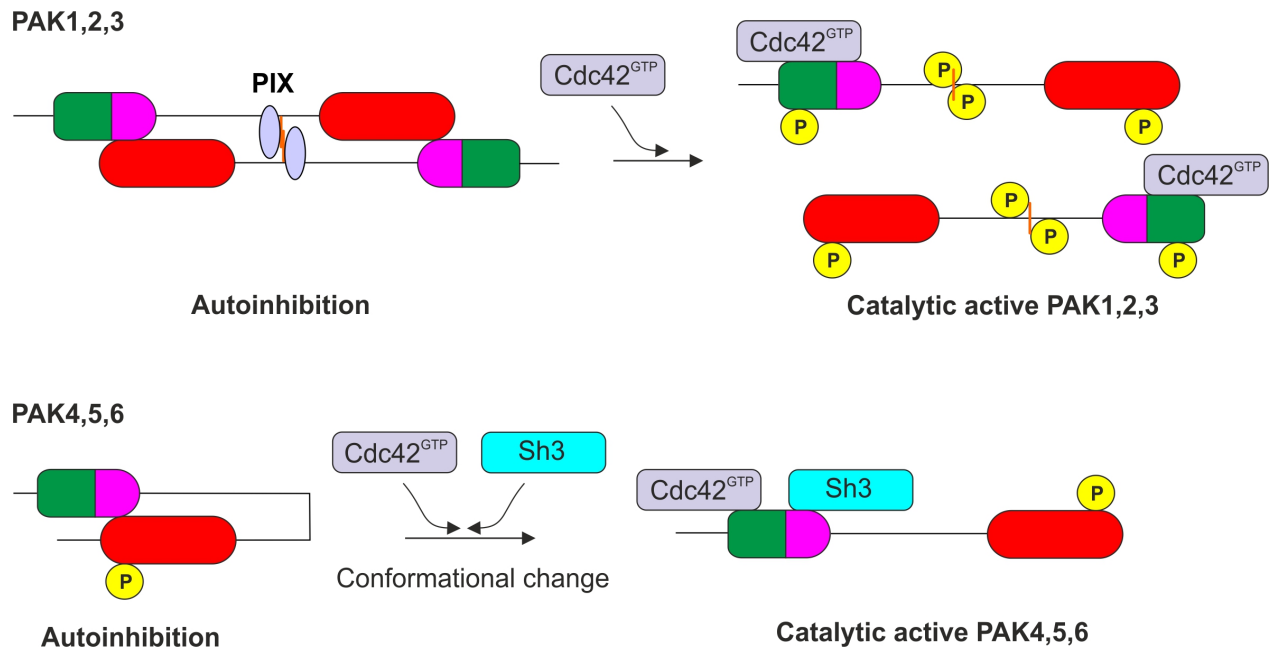 PAK1,2,3
PIX
Cdc42GTP
Cdc42GTP
P
P
P
P
Cdc42GTP
P
P
P
P
Autoinhibition
Catalytic active PAK1,2,3
PAK4,5,6
Cdc42GTP
Sh3
Cdc42GTP
Sh3
P
P
Conformational change
Autoinhibition
Catalytic active PAK4,5,6